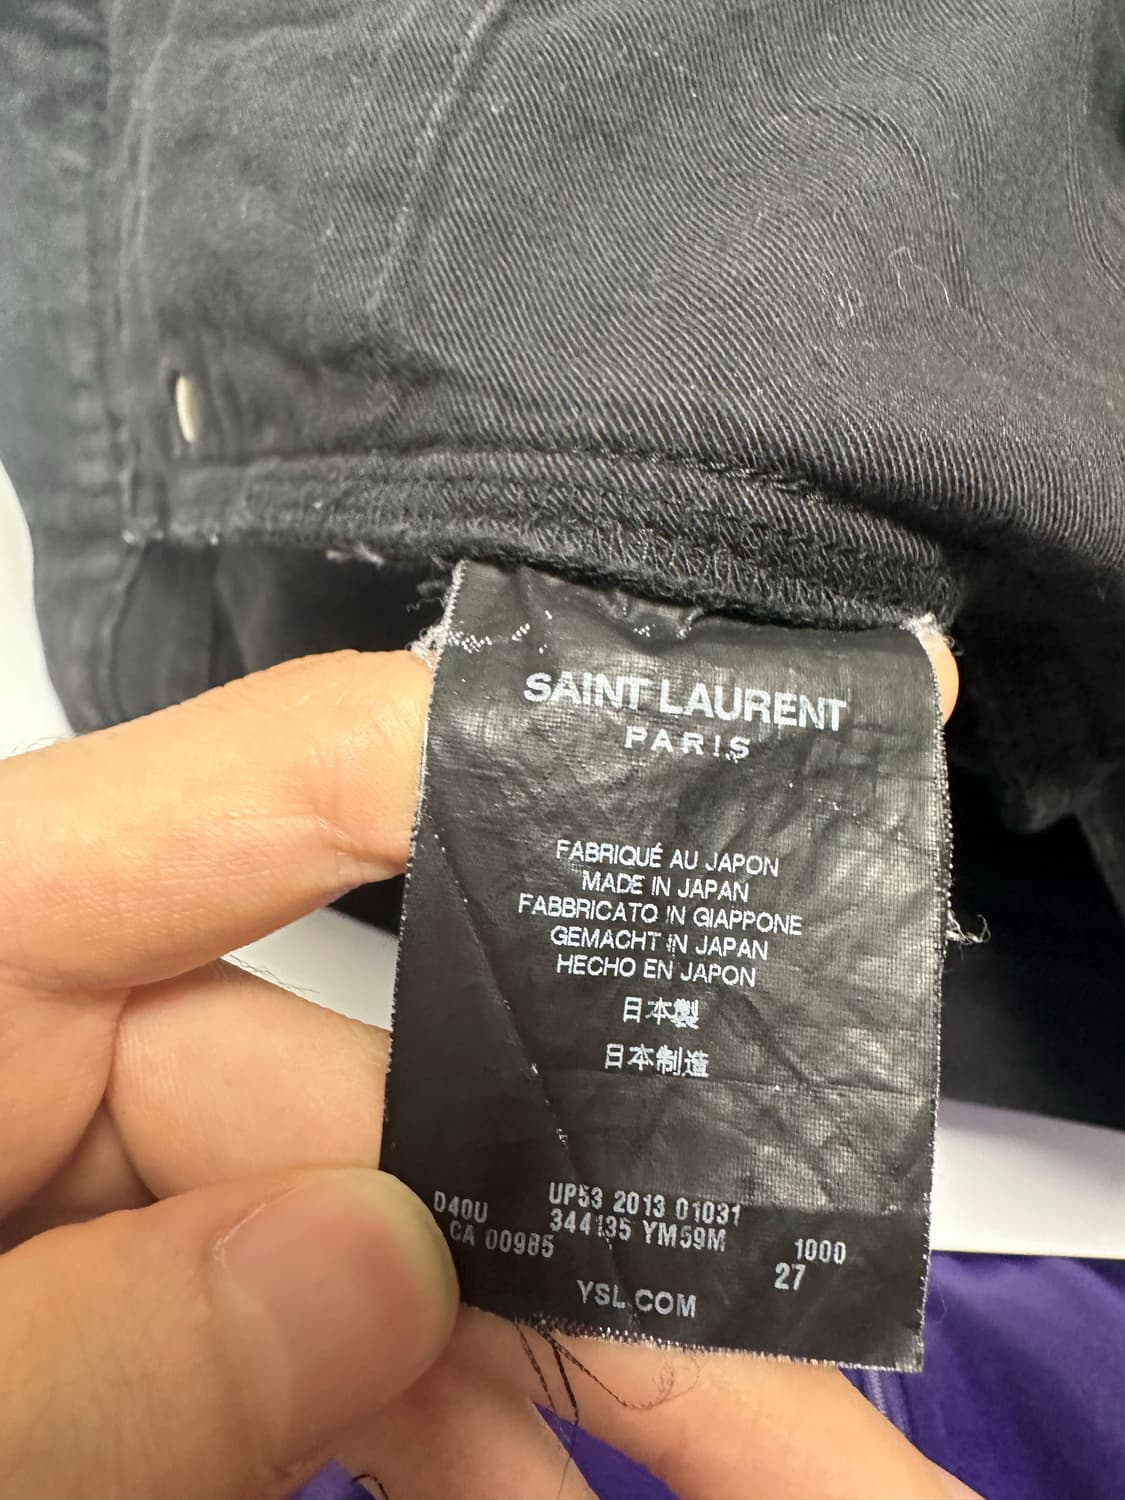 SAINT LAURENT
PARIS
FABRIQUÉ AU JAPON
MADE IN JAPAN
FABBRICATO IN GIAPPONE
GEMACHT IN JAPAN
HECHO EN JAPON
日本製
日本制造
D40U UP53 2013 01031
344135 YM59M 1000
CA 00985 27
YSL.COM